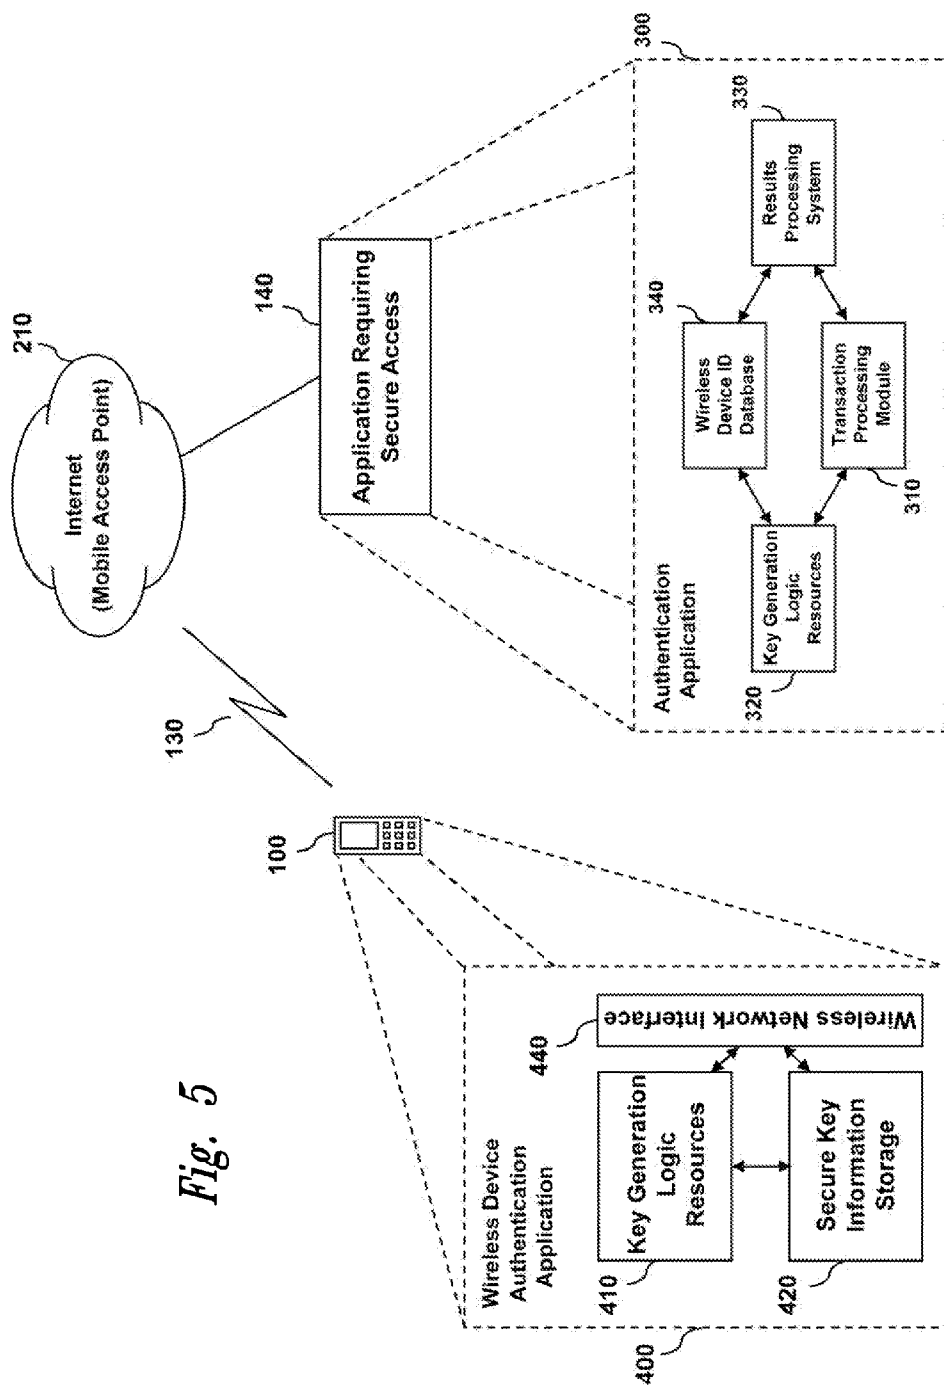 Fig. 5
210
Internet
(Mobile Access Point)
130
100
140
Application Requiring
Secure Access
Wireless Device
Authentication
Application
400
410
Key Generation
Logic
Resources
420
Secure Key
Information
Storage
440
Wireless Network Interface
300
Authentication
Application
320
Key Generation
Logic
Resources
340
Wireless
Device ID
Database
310
Transaction
Processing
Module
330
Results
Processing
System